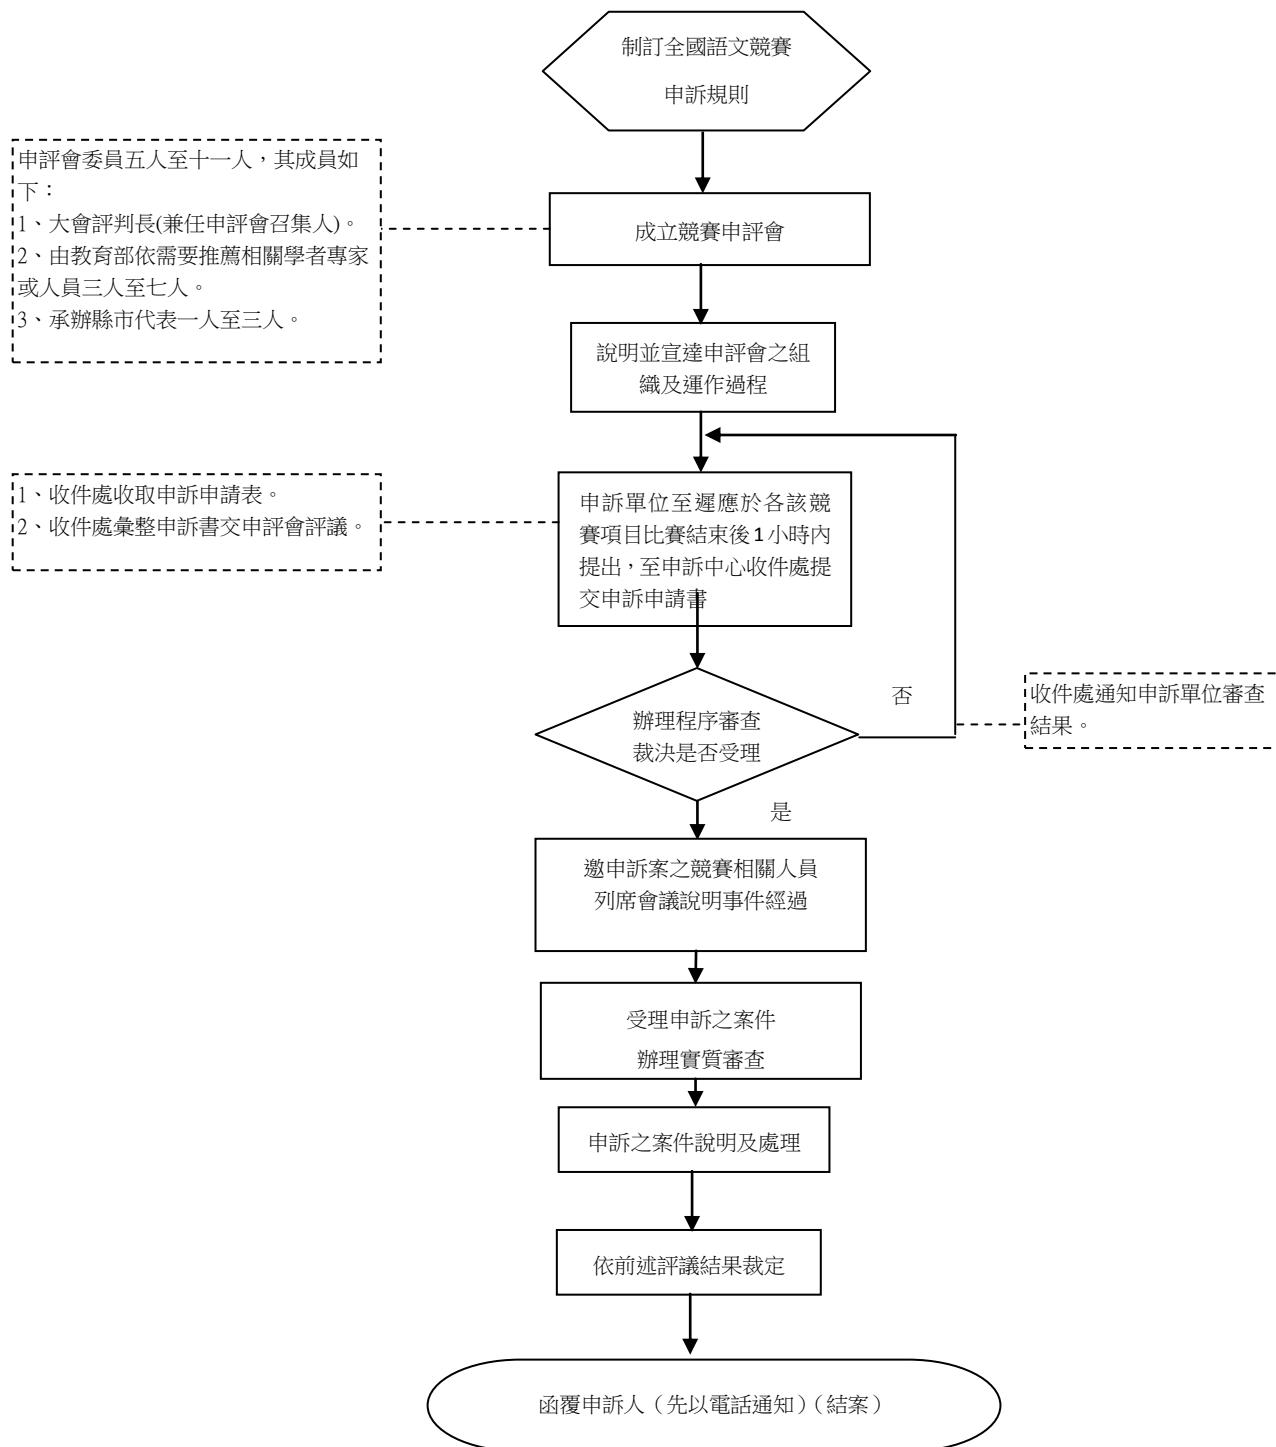 制訂全國語文競賽
申訴規則
申評會委員五人至十一人，其成員如
下：
1、大會評判長(兼任申評會召集人)。
2、由教育部依需要推薦相關學者專家
或人員三人至七人。
3、承辦縣市代表一人至三人。
成立競賽申評會
說明並宣達申評會之組
織及運作過程
1、收件處收取申訴申請表。
2、收件處彙整申訴書交申評會評議。
申訴單位至遲應於各該競
賽項目比賽結束後1小時內
提出，至申訴中心收件處提
交申訴申請書
辦理程序審查
裁決是否受理
否
收件處通知申訴單位審查
結果。
是
邀申訴案之競賽相關人員
列席會議說明事件經過
受理申訴之案件
辦理實質審查
申訴之案件說明及處理
依前述評議結果裁定
函覆申訴人（先以電話通知）（結案）